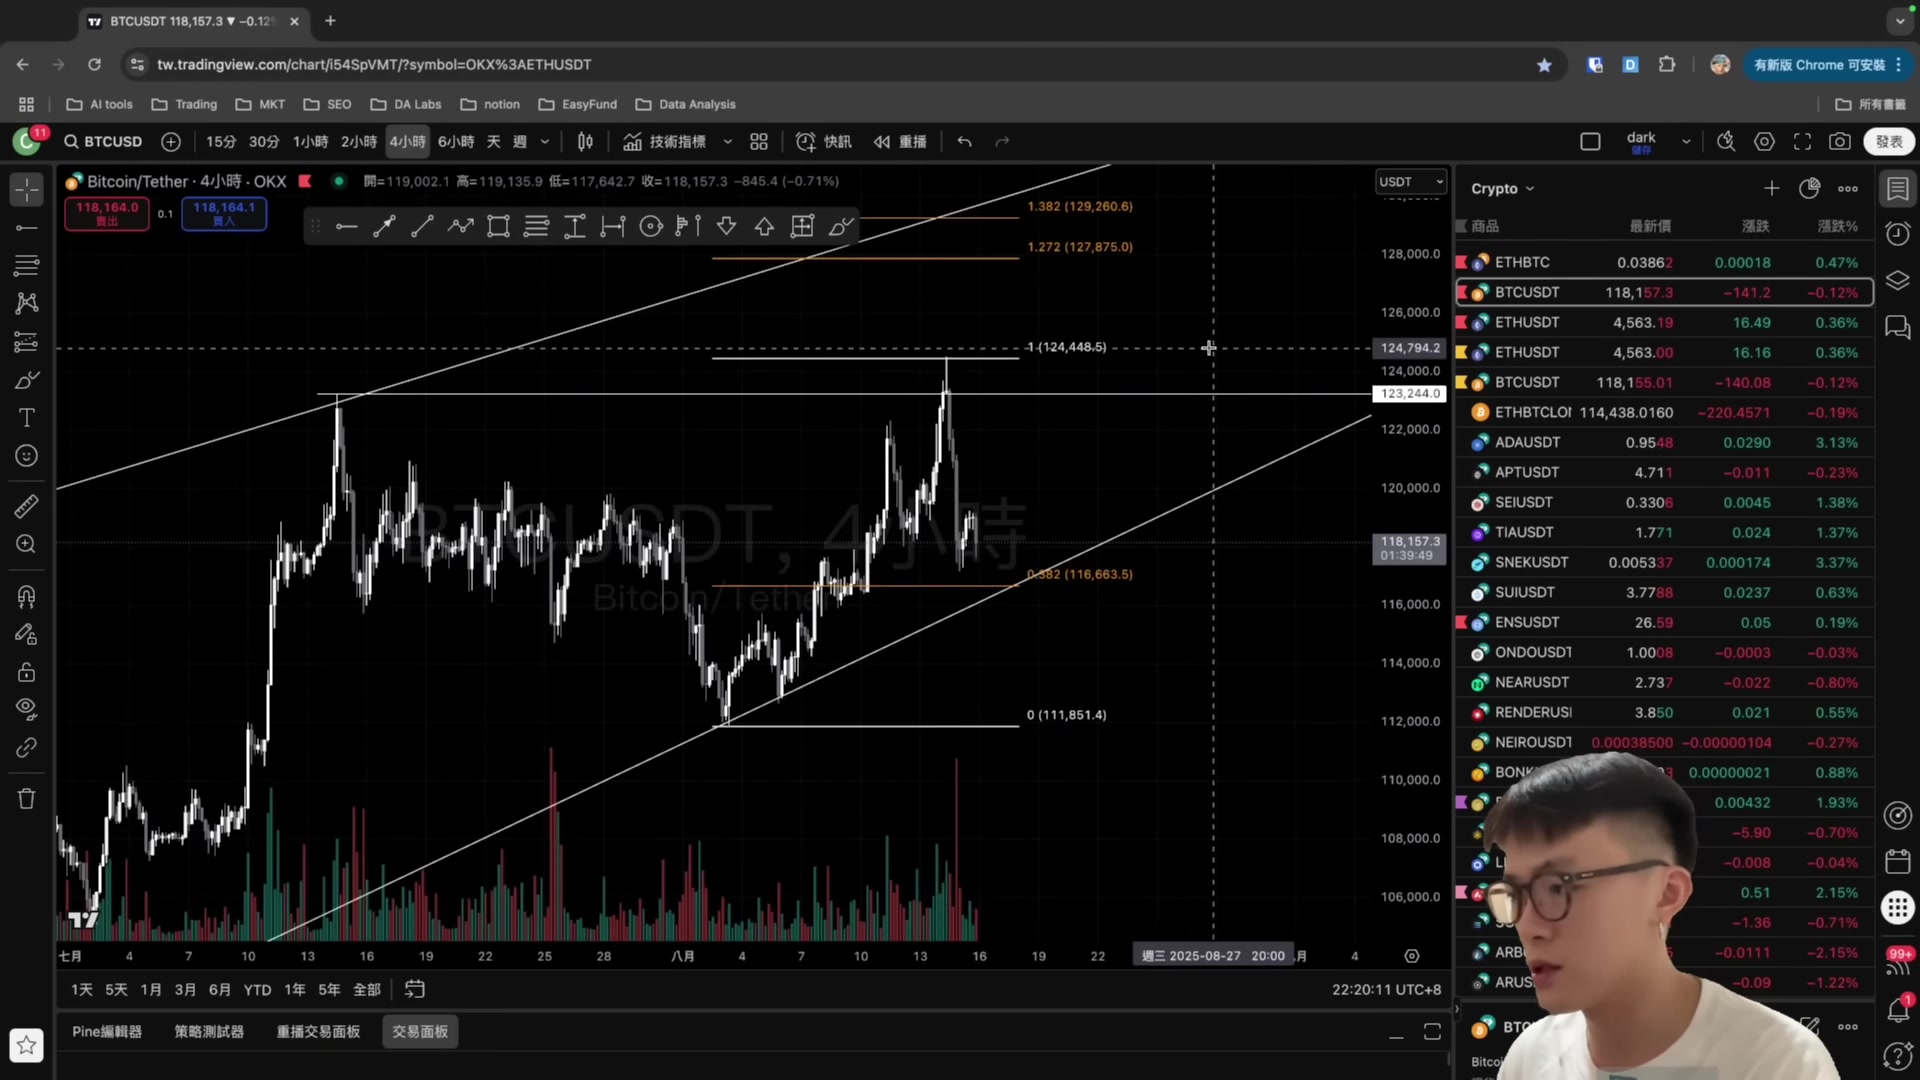 BTCUSDT 118,157.3 ▼ −0.12
tw.tradingview.com/chart/i54SpVMT/?symbol=OKX%3AETHUSDT
有新版 Chrome 可安裝
AI tools
Trading
MKT
SEO
DA Labs
notion
EasyFund
Data Analysis
所有書籤
C
11
BTCUSD
15分
30分
1小時
2小時
4小時
6小時
天
週
技術指標
快訊
重播
dark
儲存
發表
Bitcoin/Tether · 4小時 · OKX
開=119,002.1 高=119,135.9 低=117,642.7 收=118,157.3 −845.4 (−0.71%)
USDT
118,164.0
賣出
0.1
118,164.1
買入
1.382 (129,260.6)
1.272 (127,875.0)
1 (124,448.5)
0.382 (116,663.5)
0 (111,851.4)
BTCUSDT, 4小時
Bitcoin/Tether
128,000.0
126,000.0
124,794.2
124,000.0
123,244.0
122,000.0
120,000.0
118,157.3
01:39:49
116,000.0
114,000.0
112,000.0
110,000.0
108,000.0
106,000.0
七月
4
7
10
13
16
19
22
25
28
八月
4
7
10
13
16
19
22
週三 2025-08-27 20:00
月
4
1天
5天
1月
3月
6月
YTD
1年
5年
全部
22:20:11 UTC+8
Pine編輯器
策略測試器
重播交易面板
交易面板
Crypto
商品 最新價 漲跌 漲跌%
ETHBTC 0.03862 0.00018 0.47%
BTCUSDT 118,157.3 −141.2 −0.12%
ETHUSDT 4,563.19 16.49 0.36%
ETHUSDT 4,563.00 16.16 0.36%
BTCUSDT 118,155.01 −140.08 −0.12%
ETHBTCLO 114,438.0160 −220.4571 −0.19%
ADAUSDT 0.9548 0.0290 3.13%
APTUSDT 4.711 −0.011 −0.23%
SEIUSDT 0.3306 0.0045 1.38%
TIAUSDT 1.771 0.024 1.37%
SNEKUSDT 0.005337 0.000174 3.37%
SUIUSDT 3.7788 0.0237 0.63%
ENSUSDT 26.59 0.05 0.19%
ONDOUSDT 1.0008 −0.0003 −0.03%
NEARUSDT 2.737 −0.022 −0.80%
RENDERUS 3.850 0.021 0.55%
NEIROUSDT 0.00038500 −0.00000104 −0.27%
BONK 3 0.00000021 0.88%
0.00432 1.93%
−5.90 −0.70%
−0.008 −0.04%
0.51 2.15%
−1.36 −0.71%
ARB −0.0111 −2.15%
ARUS −0.09 −1.22%
99+
1
Bitcoi